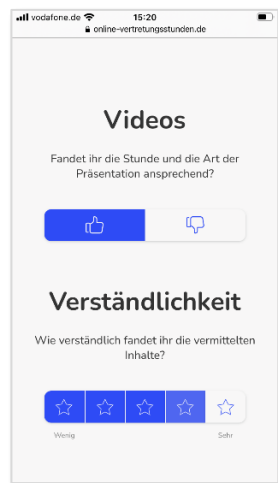 vodafone.de 15:20
online-vertretungsstunden.de
Videos
Fandet ihr die Stunde und die Art der
Präsentation ansprechend?
Verständlichkeit
Wie verständlich fandet ihr die vermittelten
Inhalte?
Wenig Sehr